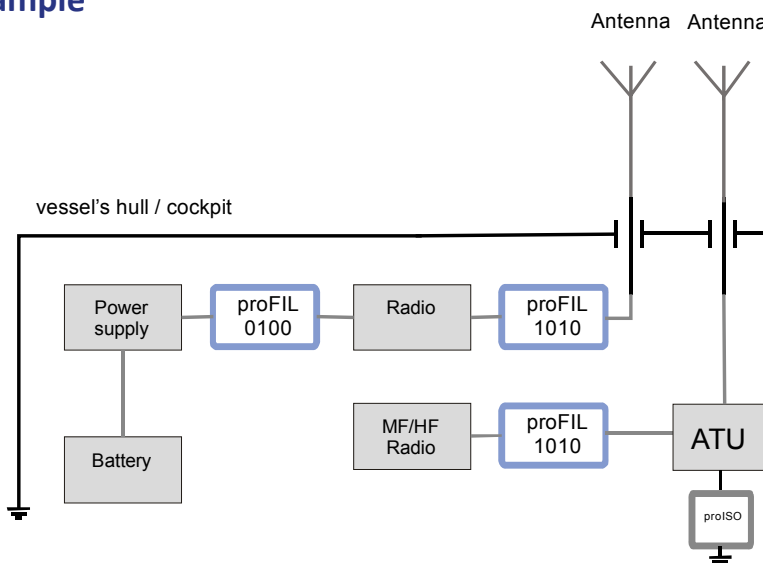 Antenna Antenna
vessel's hull / cockpit
Power
supply
proFIL
0100
Radio
proFIL
1010
MF/HF
Radio
proFIL
1010
ATU
Battery
proISO